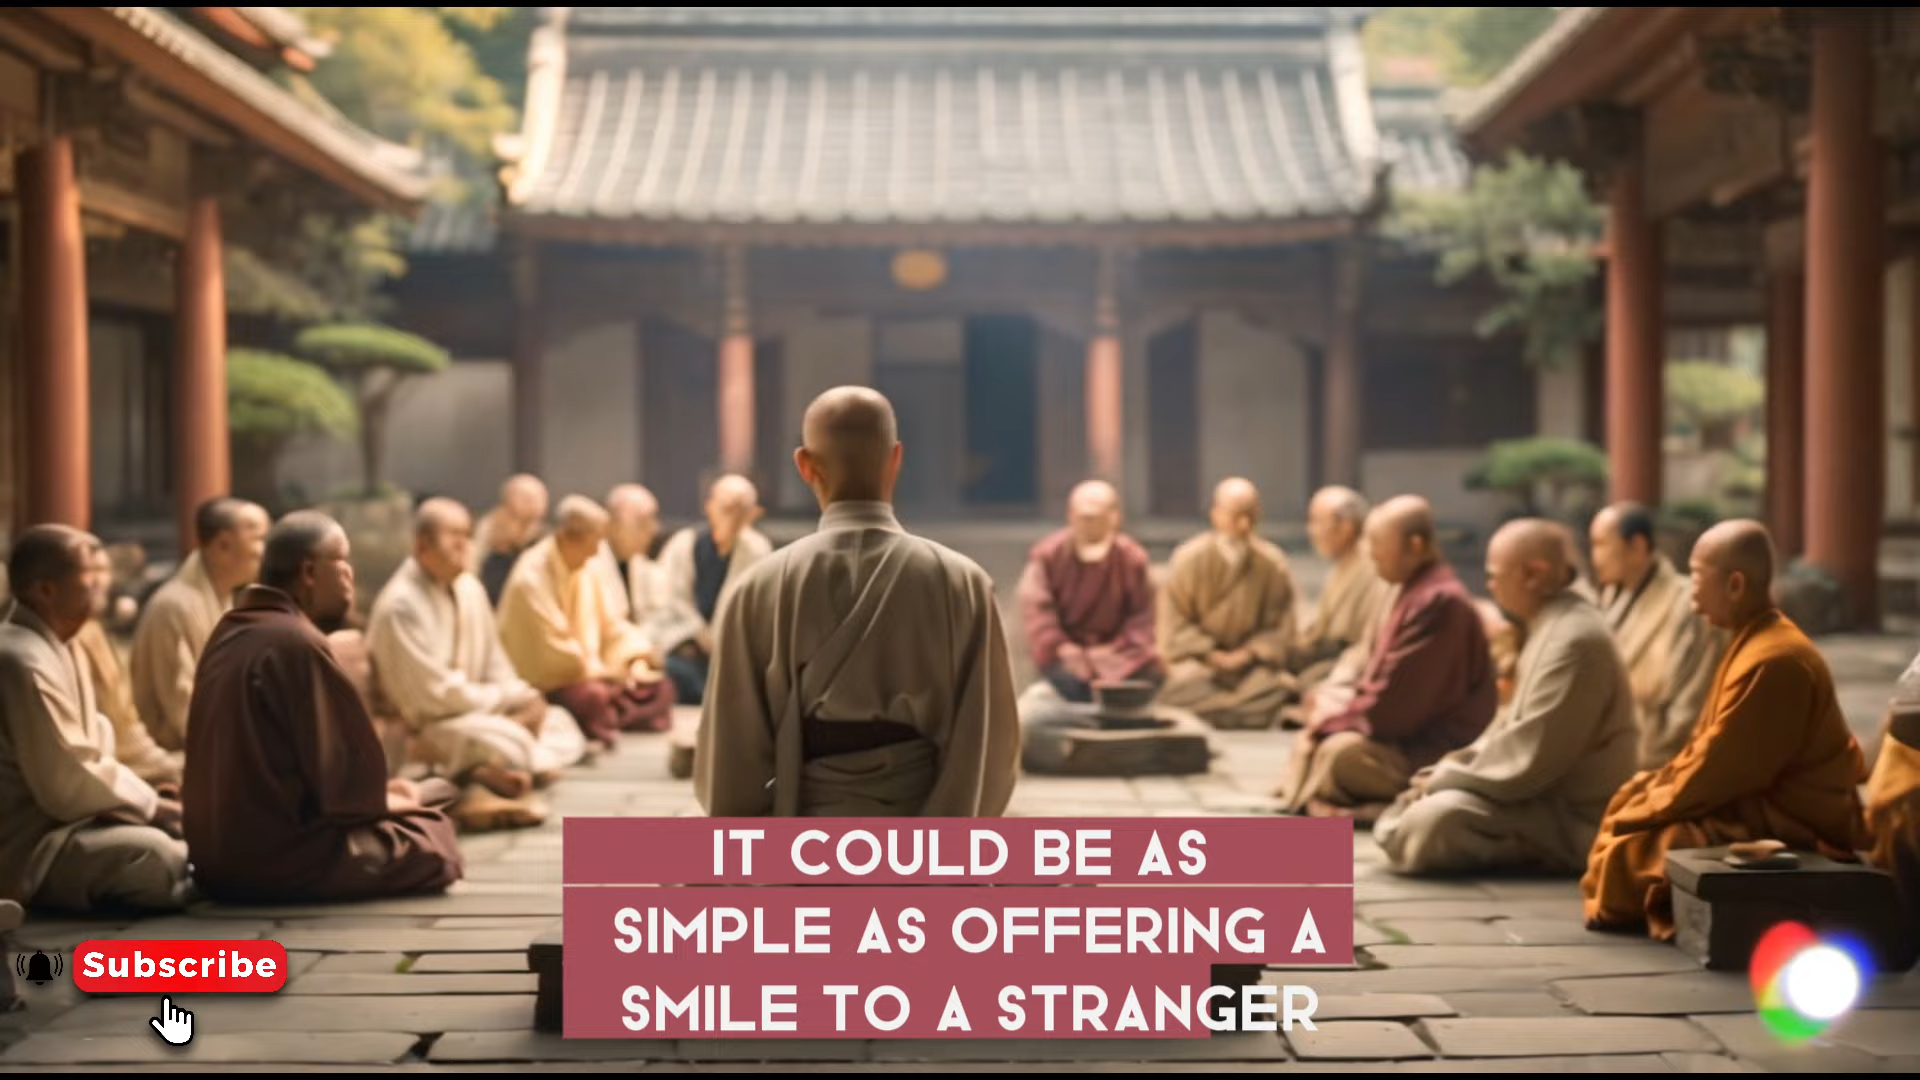 IT COULD BE AS
SIMPLE AS OFFERING A
SMILE TO A STRANGER
Subscribe